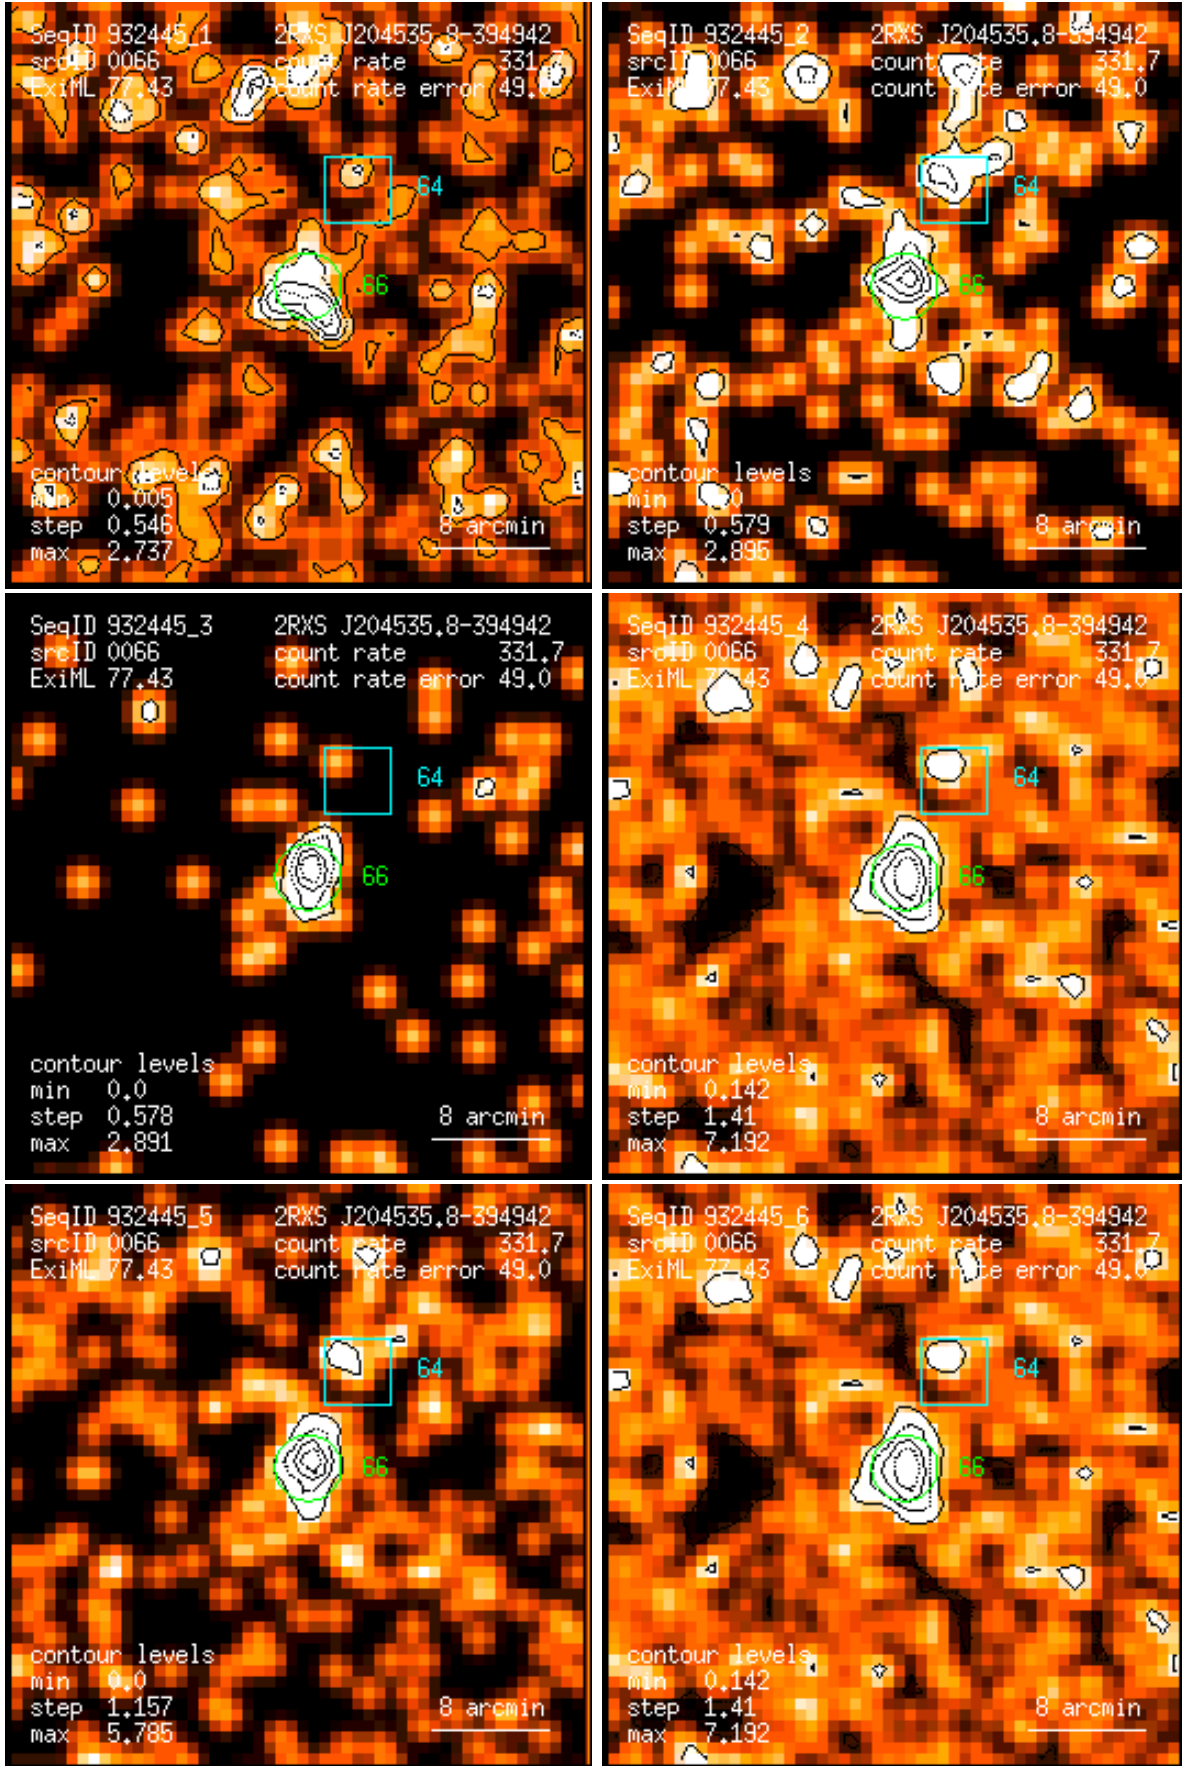 SeqID 932445_1 2RXS J204535.8-394942
srcID 0066 count rate 331.7
ExiML 77.43 count rate error 49.0
64
66
contour levels
min 0.005
step 0.546 8 arcmin
max 2.737
SeqID 932445_2 2RXS J204535.8-394942
srcID 0066 count rate 331.7
ExiML 77.43 count rate error 49.0
64
66
contour levels
min
step 0.579 8 arcmin
max 2.895
SeqID 932445_3 2RXS J204535.8-394942
srcID 0066 count rate 331.7
ExiML 77.43 count rate error 49.0
64
66
contour levels
min 0.0
step 0.578 8 arcmin
max 2.891
SeqID 932445_4 2RXS J204535.8-394942
srcID 0066 count rate 331.7
ExiML 77.43 count rate error 49.0
64
66
contour levels
min 0.142
step 1.41 8 arcmin
max 7.192
SeqID 932445_5 2RXS J204535.8-394942
srcID 0066 count rate 331.7
ExiML 77.43 count rate error 49.0
64
66
contour levels
min 0.0
step 1.157 8 arcmin
max 5.785
SeqID 932445_6 2RXS J204535.8-394942
srcID 0066 count rate 331.7
ExiML 77.43 count rate error 49.0
64
66
contour levels
min 0.142
step 1.41 8 arcmin
max 7.192